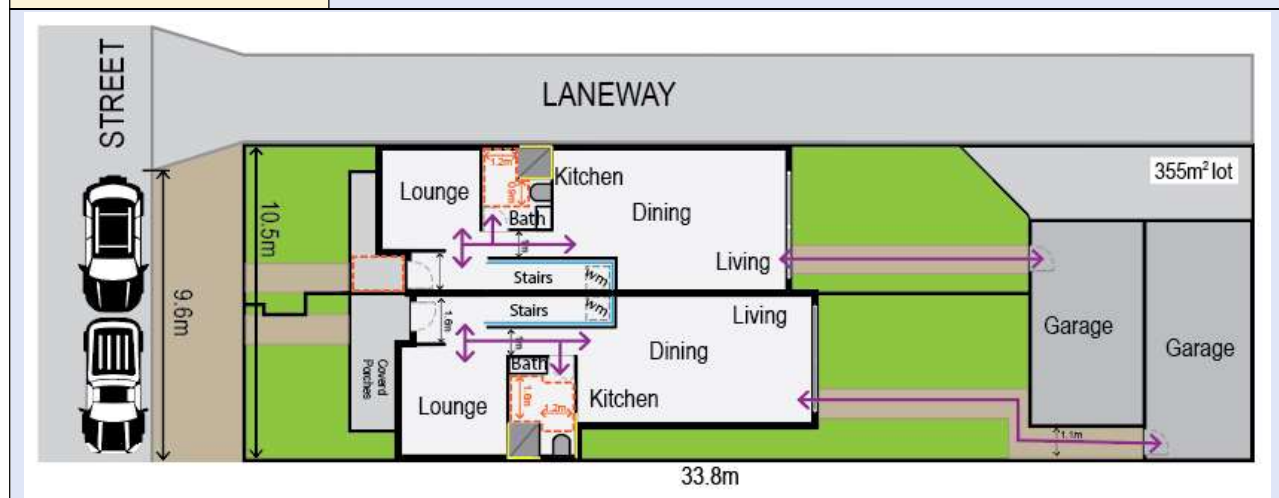 STREET
LANEWAY
355m² lot
10.5m
9.6m
Lounge
1.2m
0.9m
Kitchen
Bath
Dining
1m
Living
Stairs
wm
Stairs
wm
Living
1.6m
1m
Dining
Bath
Coverd
Porches
Lounge
1.6m
1.2m
Kitchen
Garage
Garage
1.1m
33.8m